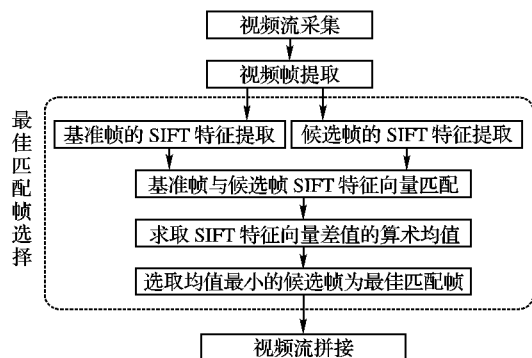 视频流采集
视频帧提取
最佳匹配帧选择
基准帧的 SIFT 特征提取
候选帧的 SIFT 特征提取
基准帧与候选帧 SIFT 特征向量匹配
求取 SIFT 特征向量差值的算术均值
选取均值最小的候选帧为最佳匹配帧
视频流拼接